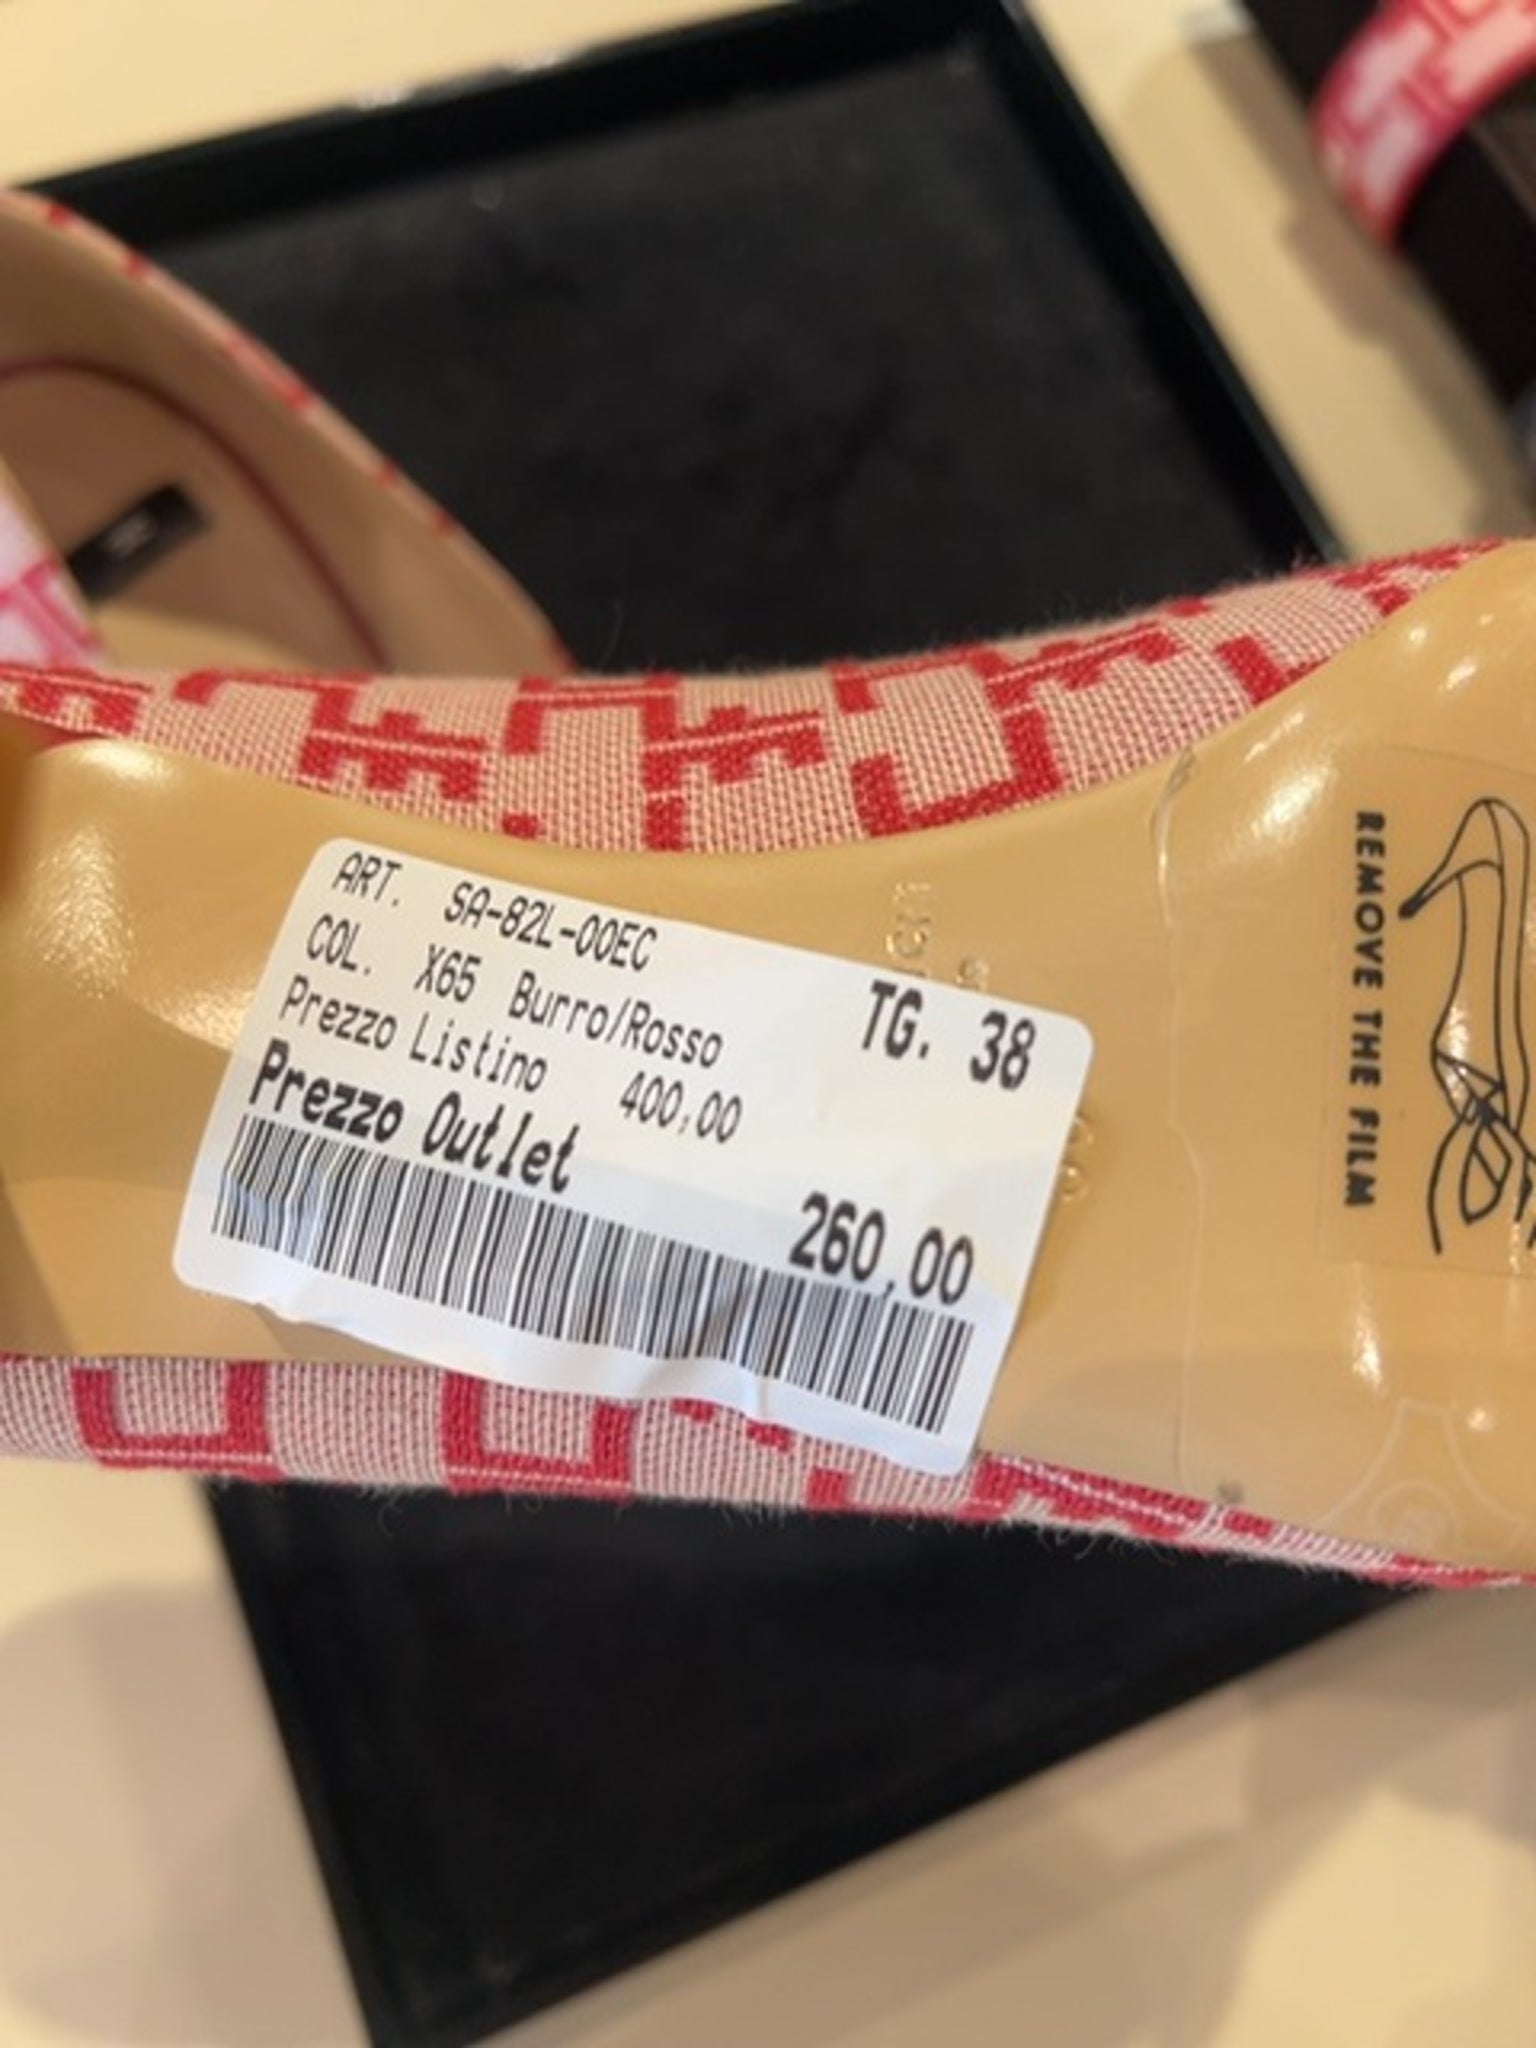 ART. SA-82L-00EC
COL. X65 Burro/Rosso
TG. 38
Prezzo Listino 400,00
Prezzo Outlet 260,00
REMOVE THE FILM